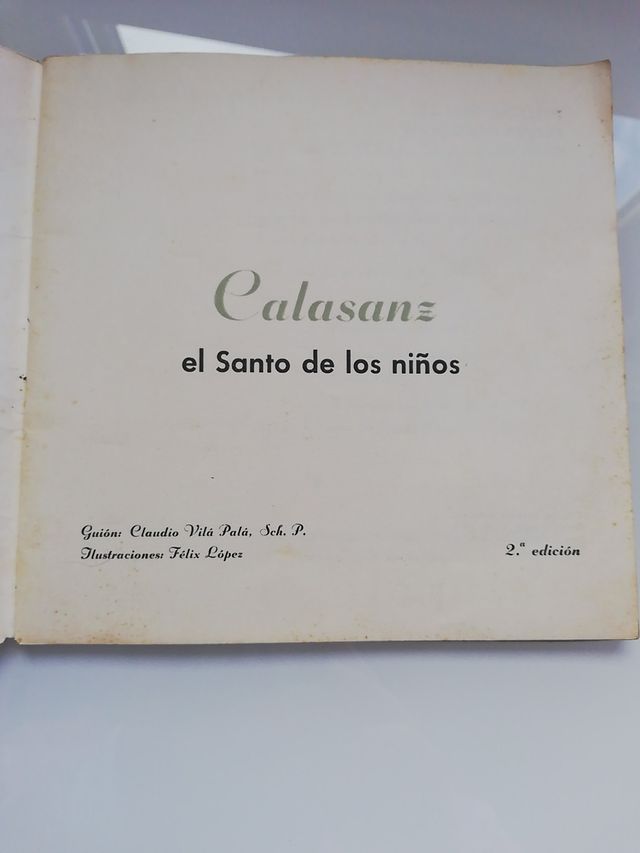 Calasanz
el Santo de los niños
Guión: Claudio Vilá Palá, Sch. P.
Ilustraciones: Félix López
2.ª edición